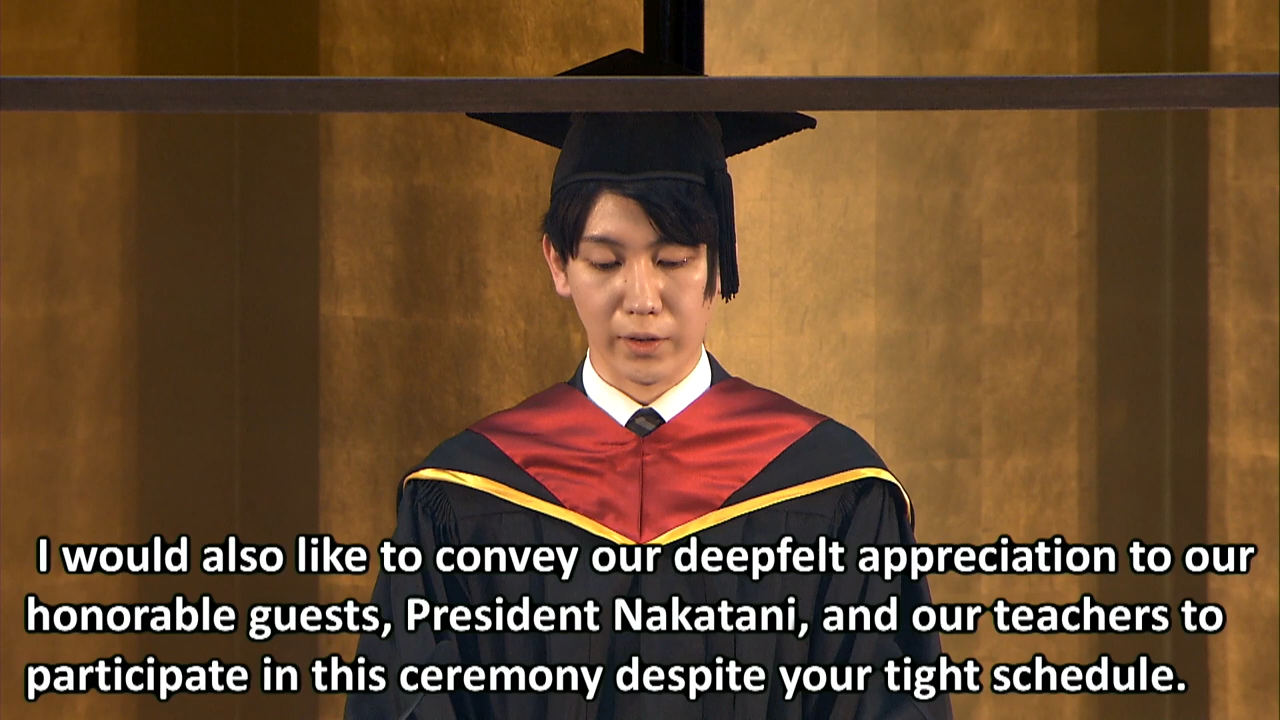 I would also like to convey our deepfelt appreciation to our
honorable guests, President Nakatani, and our teachers to
participate in this ceremony despite your tight schedule.